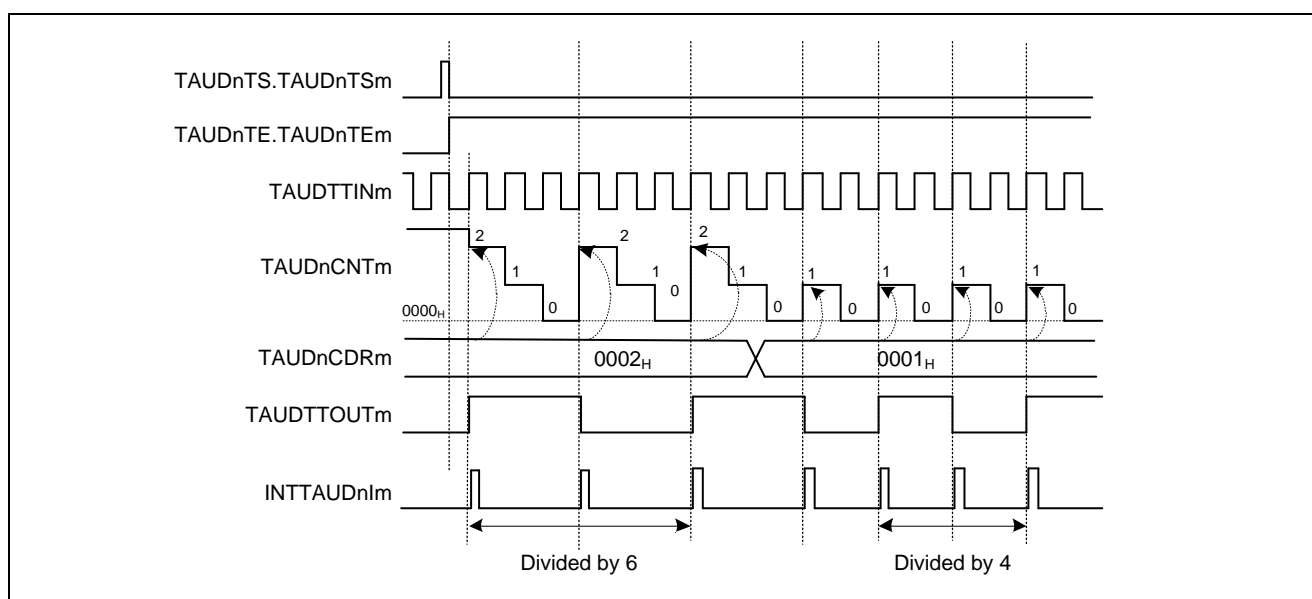 TAUDnTS.TAUDnTSm
TAUDnTE.TAUDnTEm
TAUDTTINm
TAUDnCNTm
2
1
0
2
1
0
2
1
0
1
0
1
0
1
0
1
0
0000H
TAUDnCDRm
0002H
0001H
TAUDTTOUTm
INTTAUDnIm
Divided by 6
Divided by 4